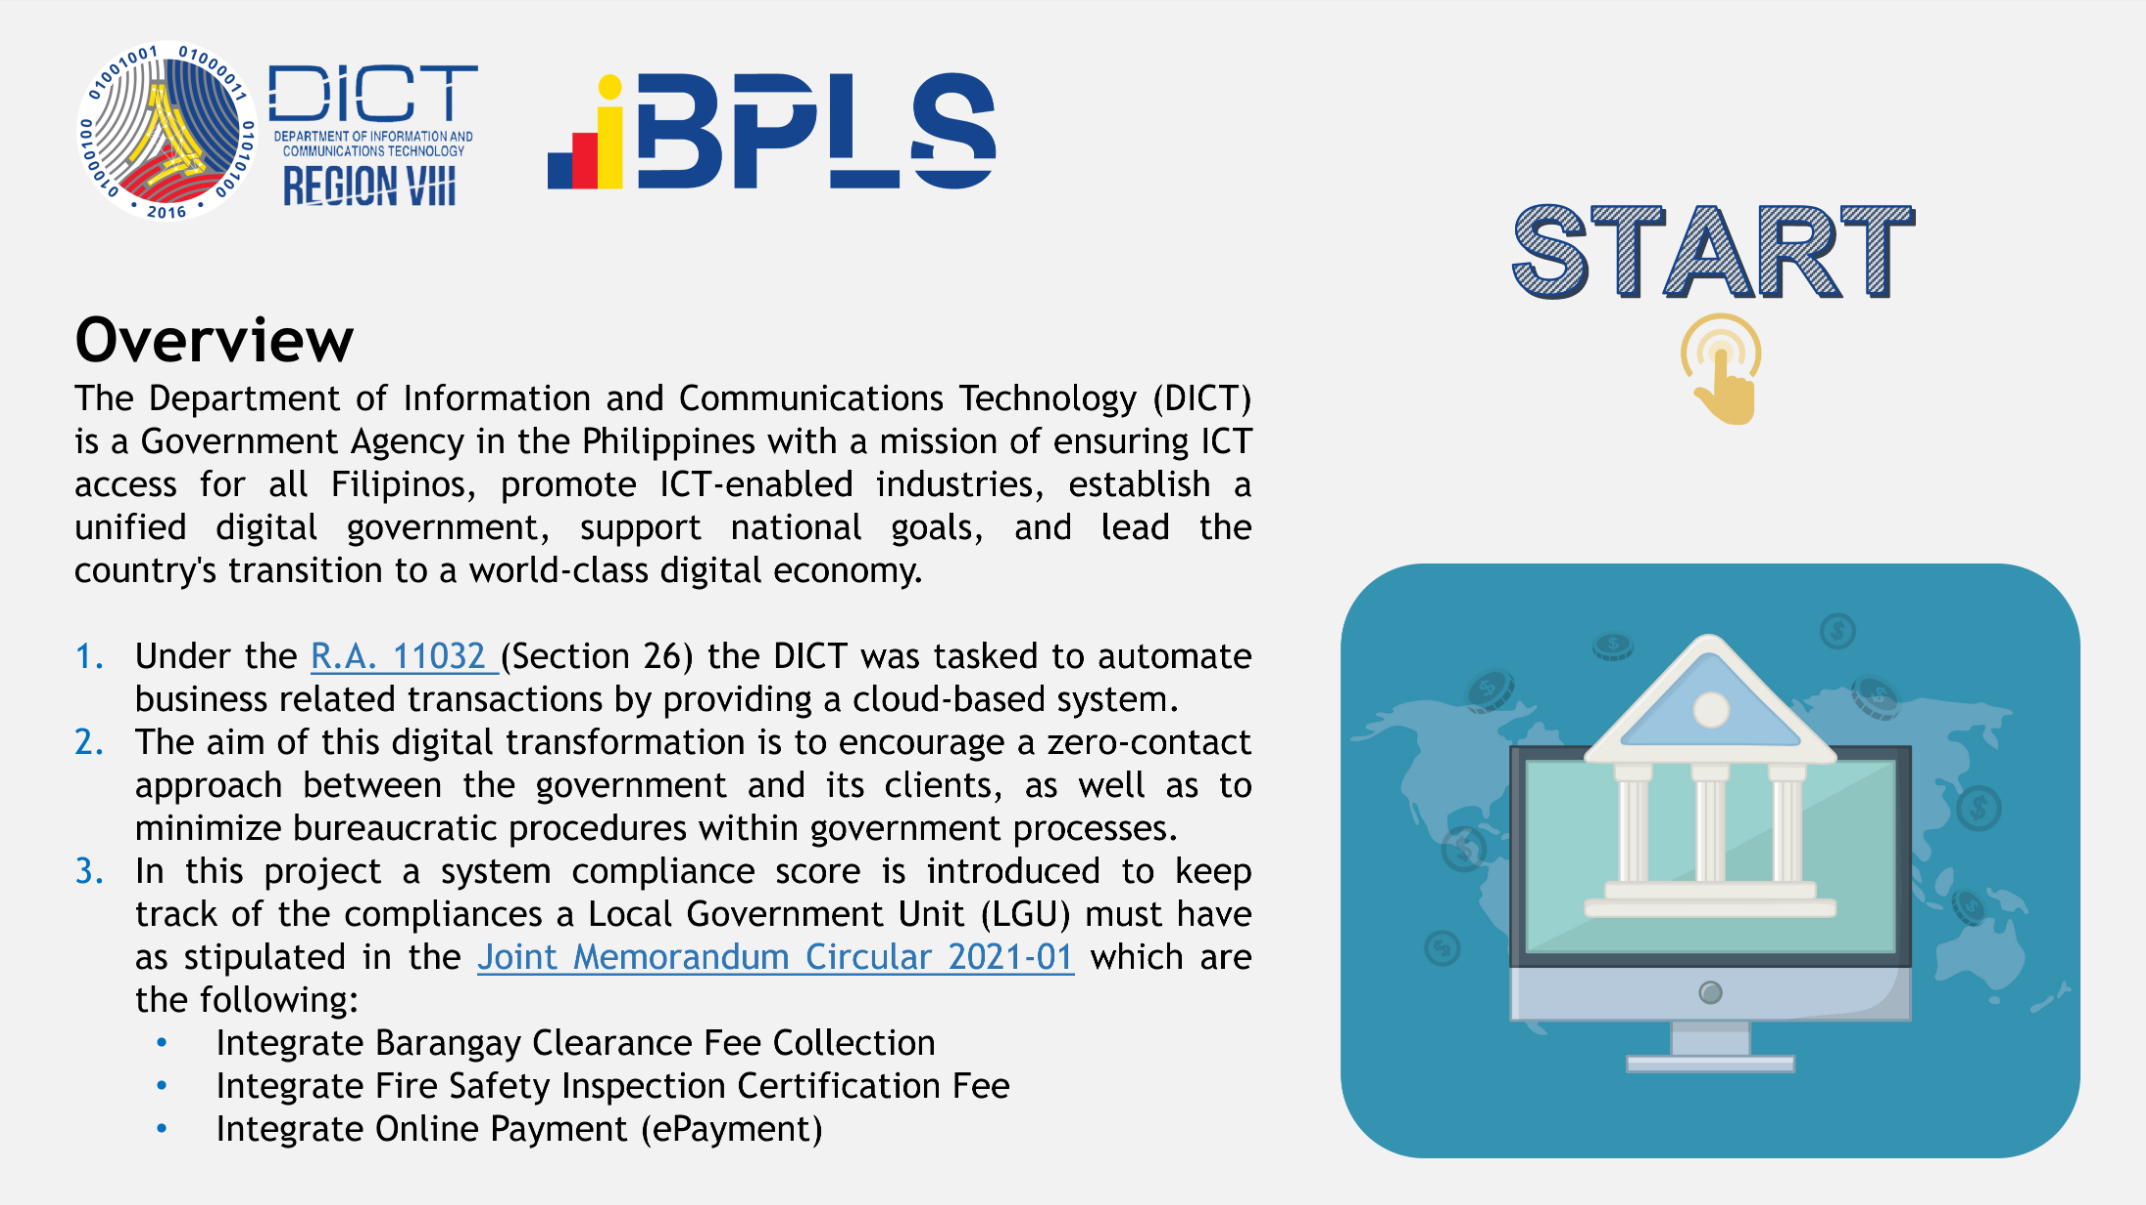 01000100 01001001 01000011 01010100
• 2016 •
DICT
DEPARTMENT OF INFORMATION AND
COMMUNICATIONS TECHNOLOGY
REGION VIII
iBPLS
START
Overview
The Department of Information and Communications Technology (DICT)
is a Government Agency in the Philippines with a mission of ensuring ICT
access for all Filipinos, promote ICT-enabled industries, establish a
unified digital government, support national goals, and lead the
country's transition to a world-class digital economy.
1. Under the R.A. 11032 (Section 26) the DICT was tasked to automate
business related transactions by providing a cloud-based system.
2. The aim of this digital transformation is to encourage a zero-contact
approach between the government and its clients, as well as to
minimize bureaucratic procedures within government processes.
3. In this project a system compliance score is introduced to keep
track of the compliances a Local Government Unit (LGU) must have
as stipulated in the Joint Memorandum Circular 2021-01 which are
the following:
• Integrate Barangay Clearance Fee Collection
• Integrate Fire Safety Inspection Certification Fee
• Integrate Online Payment (ePayment)